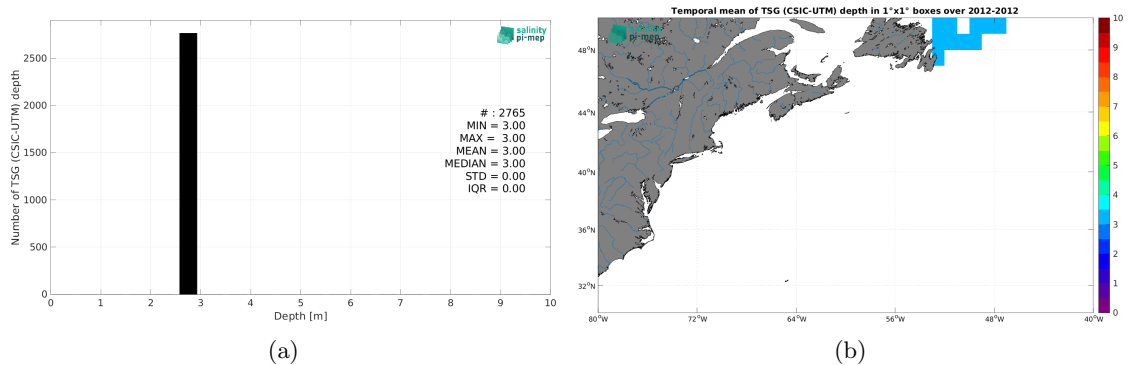 salinity
pi-mep
# : 2765
MIN = 3.00
MAX = 3.00
MEAN = 3.00
MEDIAN = 3.00
STD = 0.00
IQR = 0.00
Number of TSG (CSIC-UTM) depth
2500
2000
1500
1000
500
0
0 1 2 3 4 5 6 7 8 9 10
Depth [m]
(a)
Temporal mean of TSG (CSIC-UTM) depth in 1°x1° boxes over 2012-2012
salinity
pi-mep
48°N
44°N
40°N
36°N
32°N
80°W 72°W 64°W 56°W 48°W 40°W
10
9
8
7
6
5
4
3
2
1
0
(b)